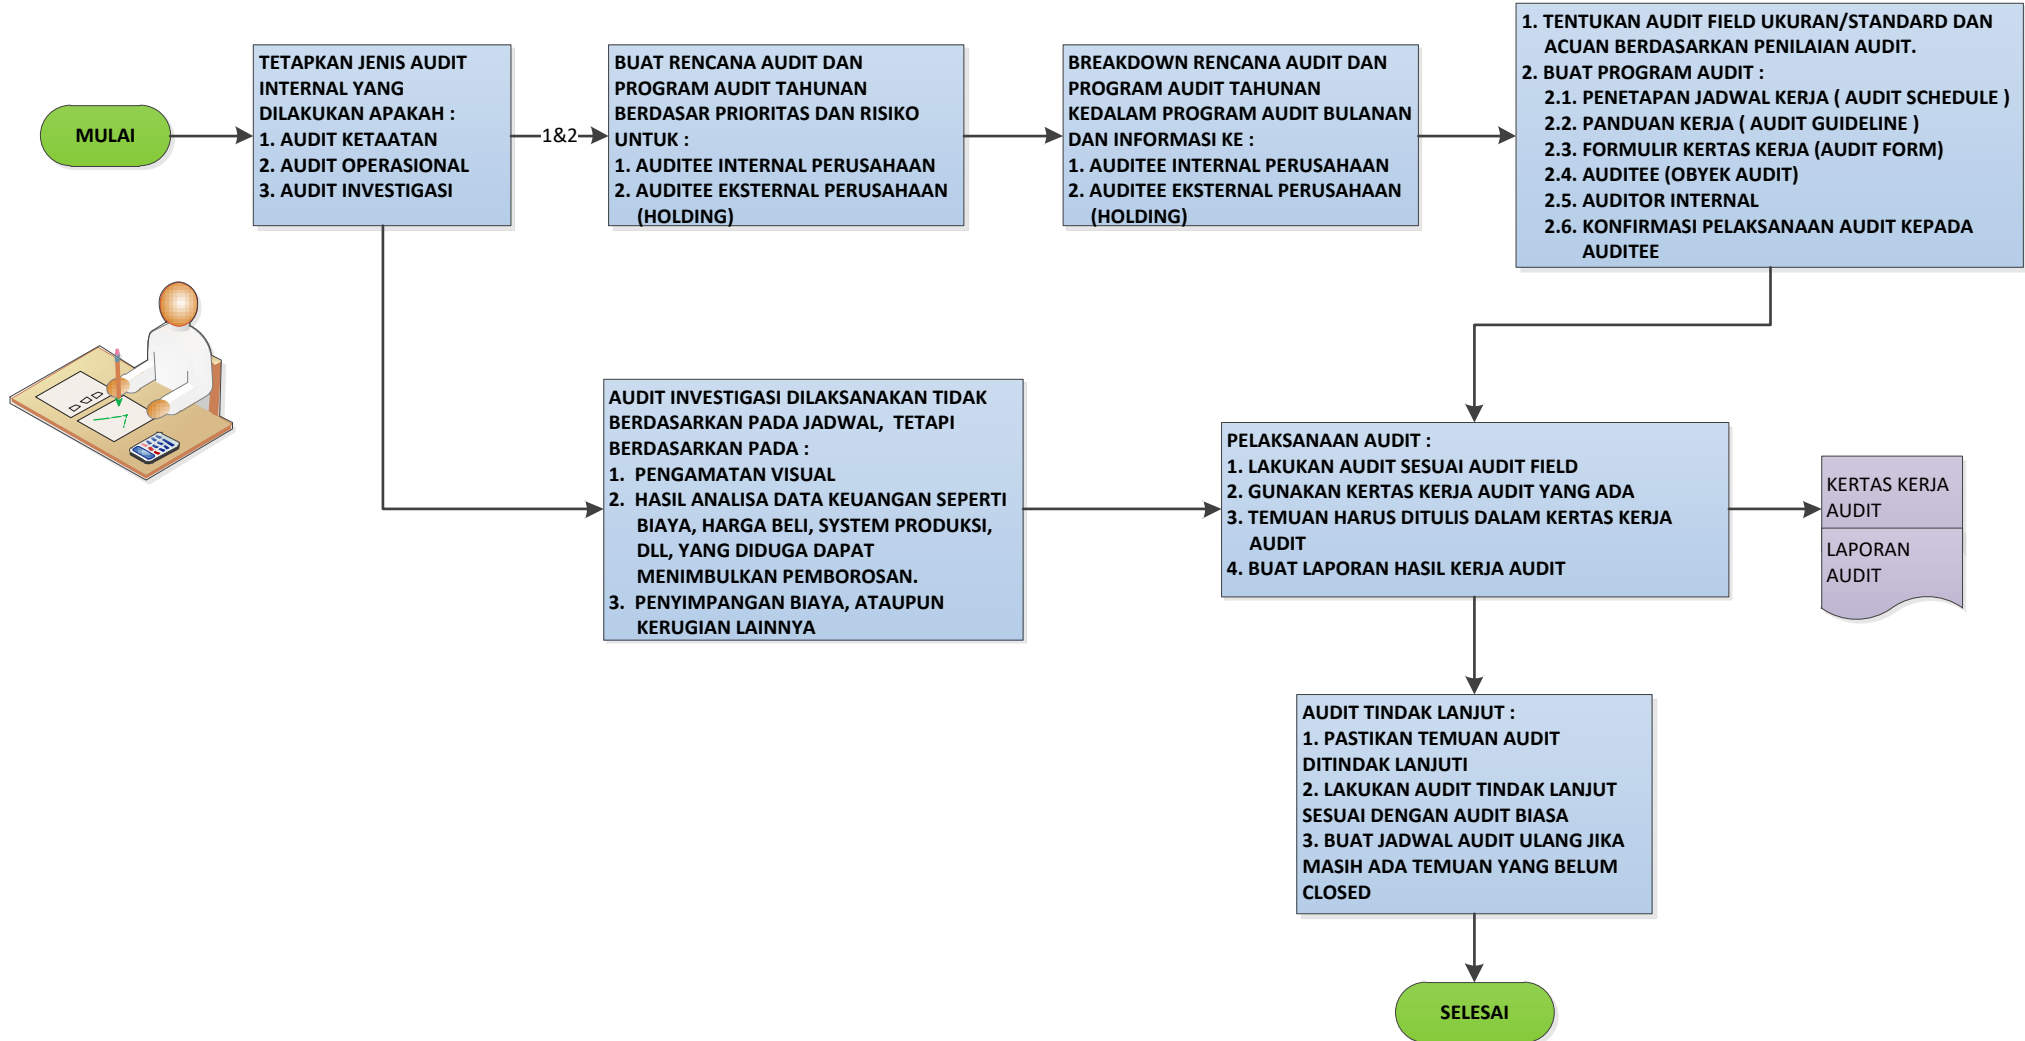 MULAI
TETAPKAN JENIS AUDIT
INTERNAL YANG
DILAKUKAN APAKAH :
1. AUDIT KETAATAN
2. AUDIT OPERASIONAL
3. AUDIT INVESTIGASI
1&2
BUAT RENCANA AUDIT DAN
PROGRAM AUDIT TAHUNAN
BERDASAR PRIORITAS DAN RISIKO
UNTUK :
1. AUDITEE INTERNAL PERUSAHAAN
2. AUDITEE EKSTERNAL PERUSAHAAN
(HOLDING)
BREAKDOWN RENCANA AUDIT DAN
PROGRAM AUDIT TAHUNAN
KEDALAM PROGRAM AUDIT BULANAN
DAN INFORMASI KE :
1. AUDITEE INTERNAL PERUSAHAAN
2. AUDITEE EKSTERNAL PERUSAHAAN
(HOLDING)
1. TENTUKAN AUDIT FIELD UKURAN/STANDARD DAN
ACUAN BERDASARKAN PENILAIAN AUDIT.
2. BUAT PROGRAM AUDIT :
2.1. PENETAPAN JADWAL KERJA ( AUDIT SCHEDULE )
2.2. PANDUAN KERJA ( AUDIT GUIDELINE )
2.3. FORMULIR KERTAS KERJA (AUDIT FORM)
2.4. AUDITEE (OBYEK AUDIT)
2.5. AUDITOR INTERNAL
2.6. KONFIRMASI PELAKSANAAN AUDIT KEPADA
AUDITEE
AUDIT INVESTIGASI DILAKSANAKAN TIDAK
BERDASARKAN PADA JADWAL, TETAPI
BERDASARKAN PADA :
1. PENGAMATAN VISUAL
2. HASIL ANALISA DATA KEUANGAN SEPERTI
BIAYA, HARGA BELI, SYSTEM PRODUKSI,
DLL, YANG DIDUGA DAPAT
MENIMBULKAN PEMBOROSAN.
3. PENYIMPANGAN BIAYA, ATAUPUN
KERUGIAN LAINNYA
PELAKSANAAN AUDIT :
1. LAKUKAN AUDIT SESUAI AUDIT FIELD
2. GUNAKAN KERTAS KERJA AUDIT YANG ADA
3. TEMUAN HARUS DITULIS DALAM KERTAS KERJA
AUDIT
4. BUAT LAPORAN HASIL KERJA AUDIT
KERTAS KERJA
AUDIT
LAPORAN
AUDIT
AUDIT TINDAK LANJUT :
1. PASTIKAN TEMUAN AUDIT
DITINDAK LANJUTI
2. LAKUKAN AUDIT TINDAK LANJUT
SESUAI DENGAN AUDIT BIASA
3. BUAT JADWAL AUDIT ULANG JIKA
MASIH ADA TEMUAN YANG BELUM
CLOSED
SELESAI